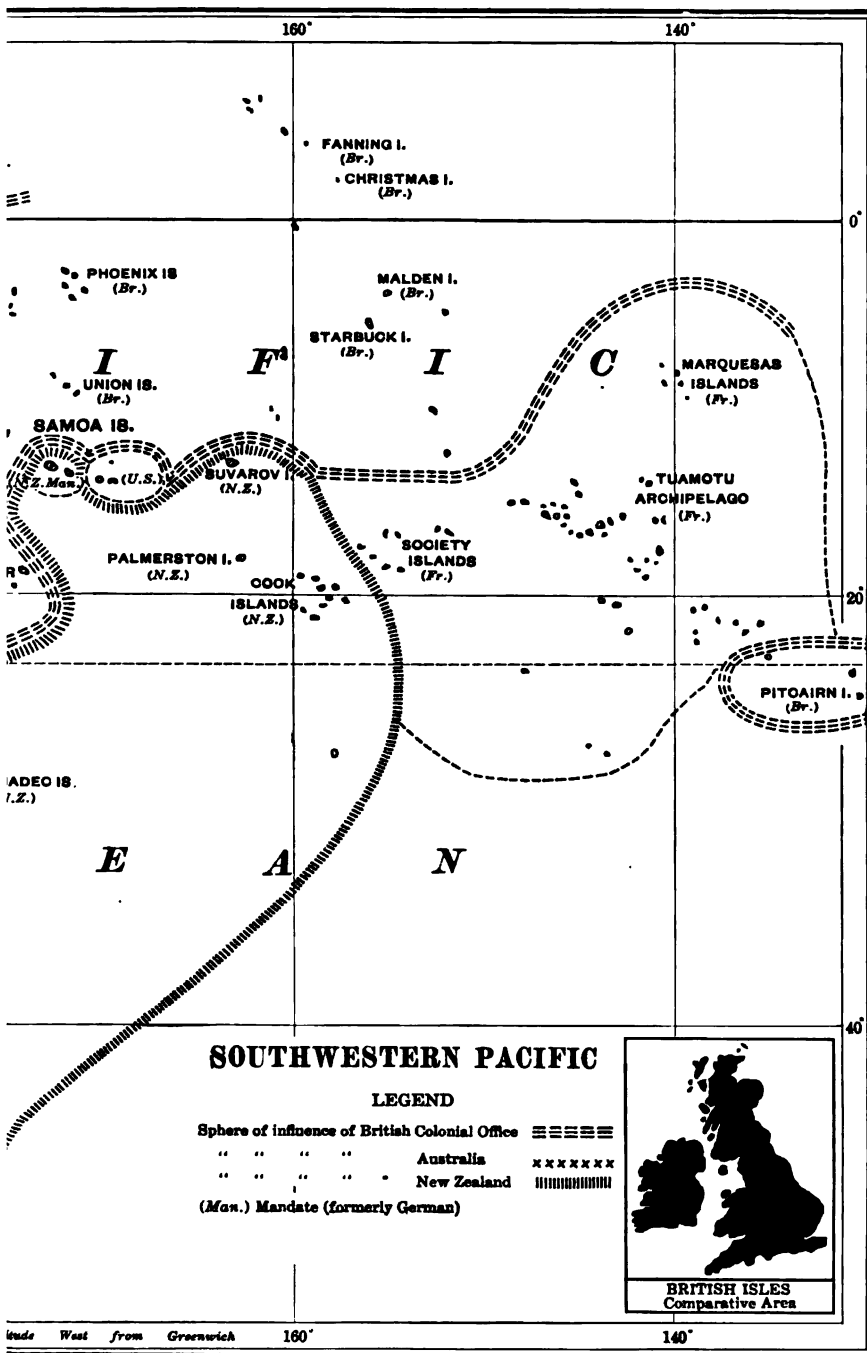 160°
140°
FANNING I.
(Br.)
CHRISTMAS I.
(Br.)
0°
PHOENIX IS
(Br.)
MALDEN I.
(Br.)
STARBUCK I.
(Br.)
I F I C
MARQUESAS
ISLANDS
(Fr.)
UNION IS.
(Br.)
SAMOA IS.
(N.Z. Man.)
(U.S.)
SUVAROV I.
(N.Z.)
TUAMOTU
ARCHIPELAGO
(Fr.)
PALMERSTON I.
(N.Z.)
SOCIETY
ISLANDS
(Fr.)
COOK
ISLANDS
(N.Z.)
R
20°
PITOAIRN I.
(Br.)
ADEC IS.
.Z.)
E A N
40°
SOUTHWESTERN PACIFIC
LEGEND
Sphere of influence of British Colonial Office
" " " " Australia
" " " " New Zealand
(Man.) Mandate (formerly German)
BRITISH ISLES
Comparative Area
itude West from Greenwich
160°
140°